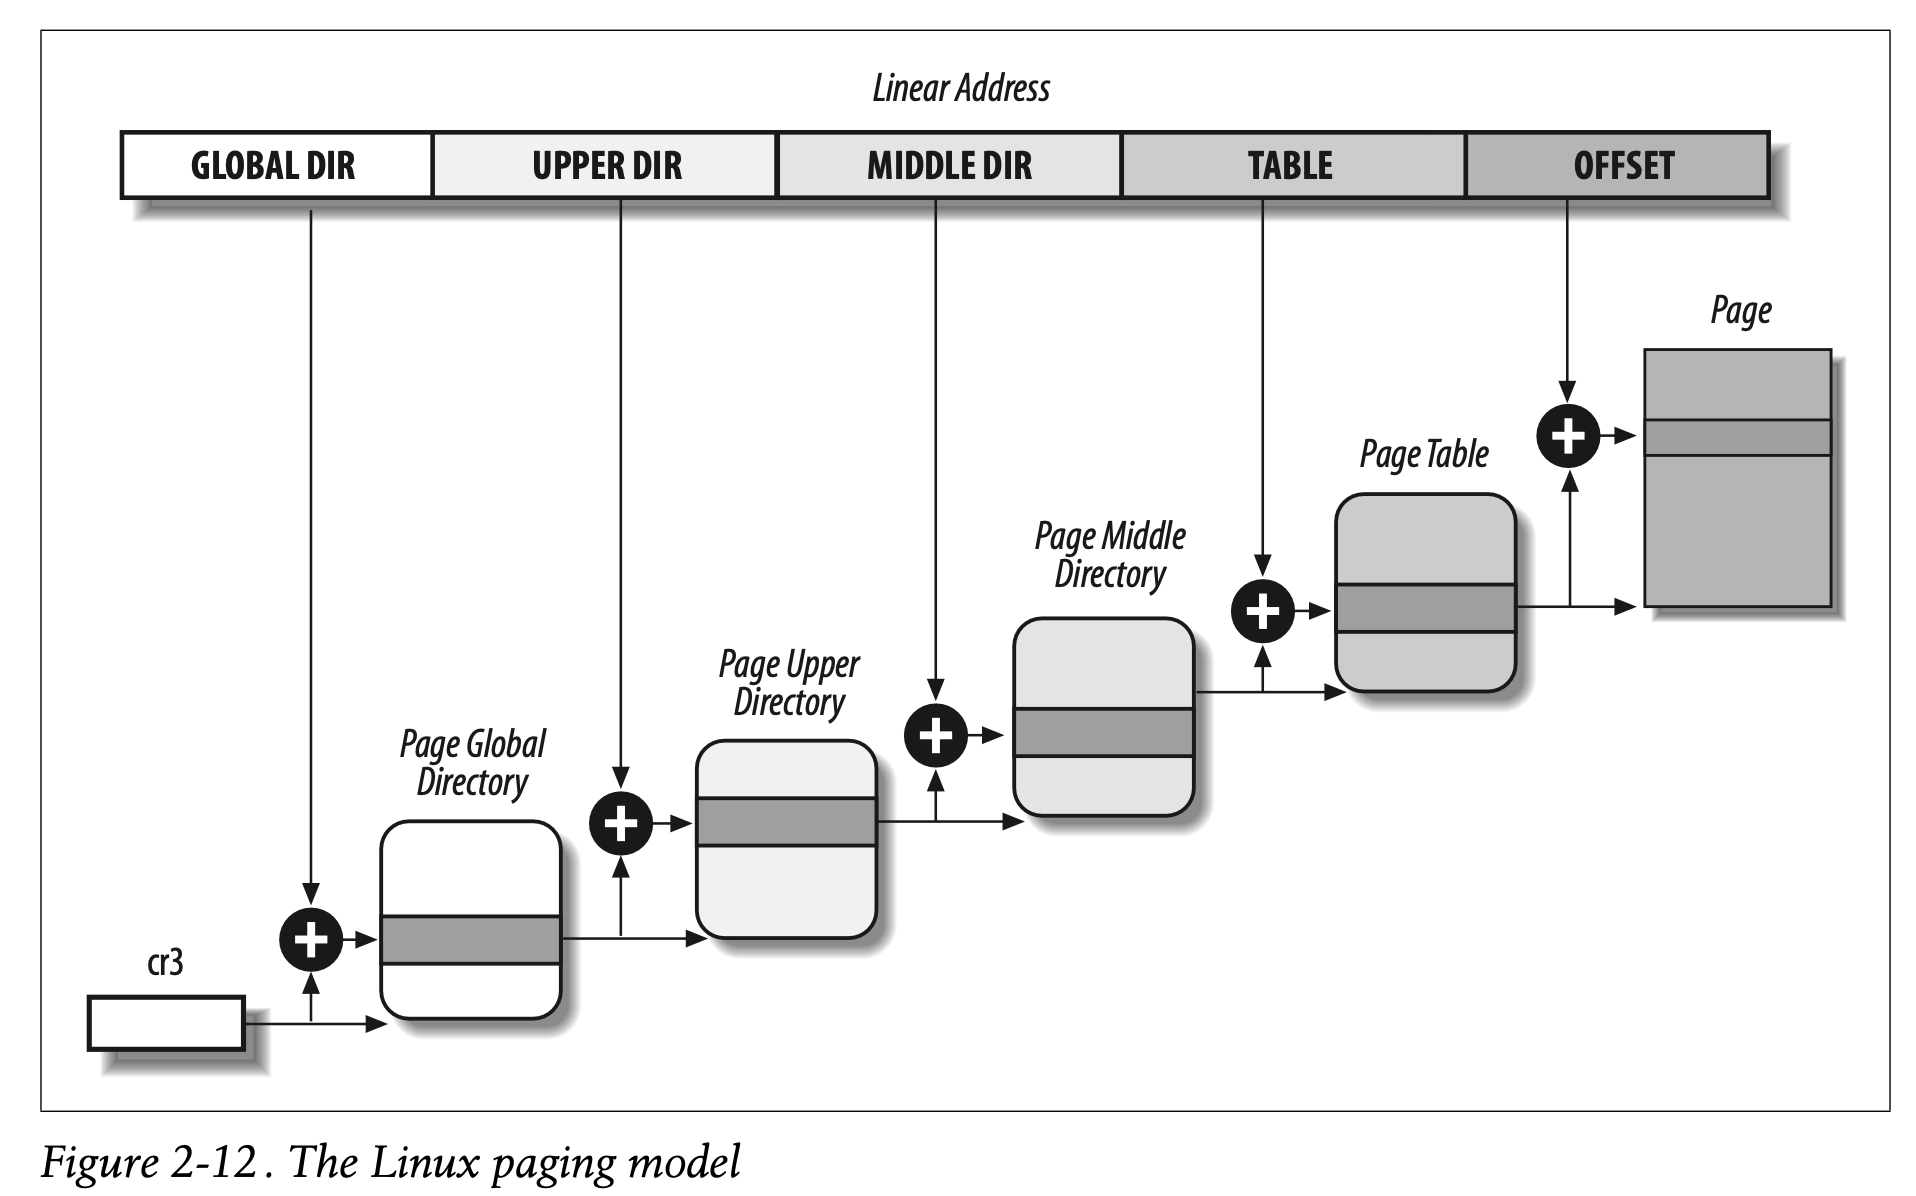 Linear Address
GLOBAL DIR
UPPER DIR
MIDDLE DIR
TABLE
OFFSET
Page
Page Table
Page Middle
Directory
Page Upper
Directory
Page Global
Directory
cr3
Figure 2-12. The Linux paging model